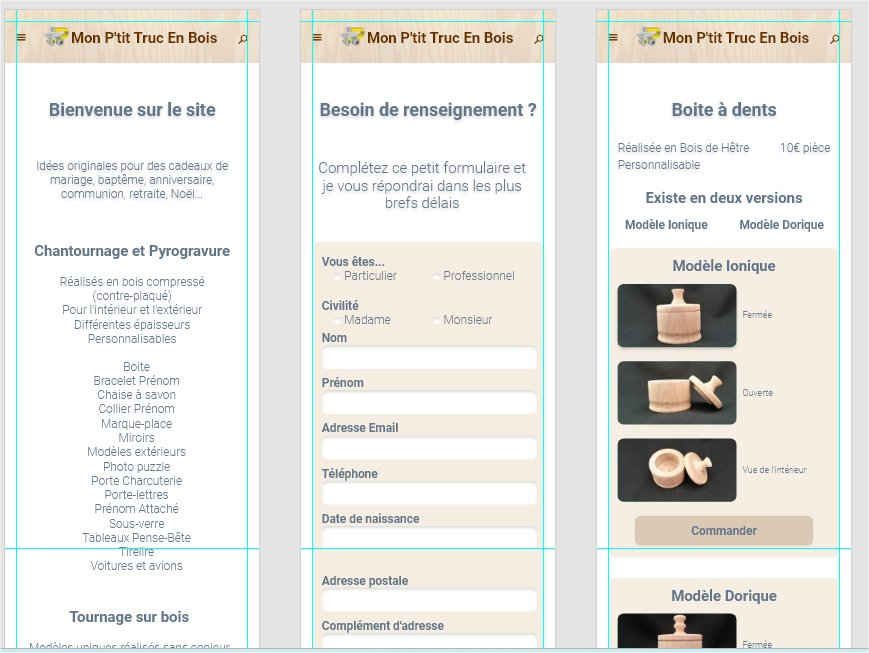 Mon P'tit Truc En Bois
Bienvenue sur le site
Idées originales pour des cadeaux de
mariage, baptême, anniversaire,
communion, retraite, Noël...
Chantournage et Pyrogravure
Réalisés en bois compressé
(contre-plaqué)
Pour l'intérieur et l'extérieur
Différentes épaisseurs
Personnalisables
Boite
Bracelet Prénom
Chaise à savon
Collier Prénom
Marque-place
Miroirs
Modèles extérieurs
Photo puzzle
Porte Charcuterie
Porte-lettres
Prénom Attaché
Sous-verre
Tableaux Pense-Bête
Tirelire
Voitures et avions
Tournage sur bois
Modèles uniques réalisés sans copieur
Mon P'tit Truc En Bois
Besoin de renseignement ?
Complétez ce petit formulaire et
je vous répondrai dans les plus
brefs délais
Vous êtes...
Particulier Professionnel
Civilité
Madame Monsieur
Nom
Prénom
Adresse Email
Téléphone
Date de naissance
Adresse postale
Complément d'adresse
Mon P'tit Truc En Bois
Boite à dents
Réalisée en Bois de Hêtre 10€ pièce
Personnalisable
Existe en deux versions
Modèle Ionique Modèle Dorique
Modèle Ionique
Fermée
Ouverte
Vue de l'intérieur
Commander
Modèle Dorique
Fermée